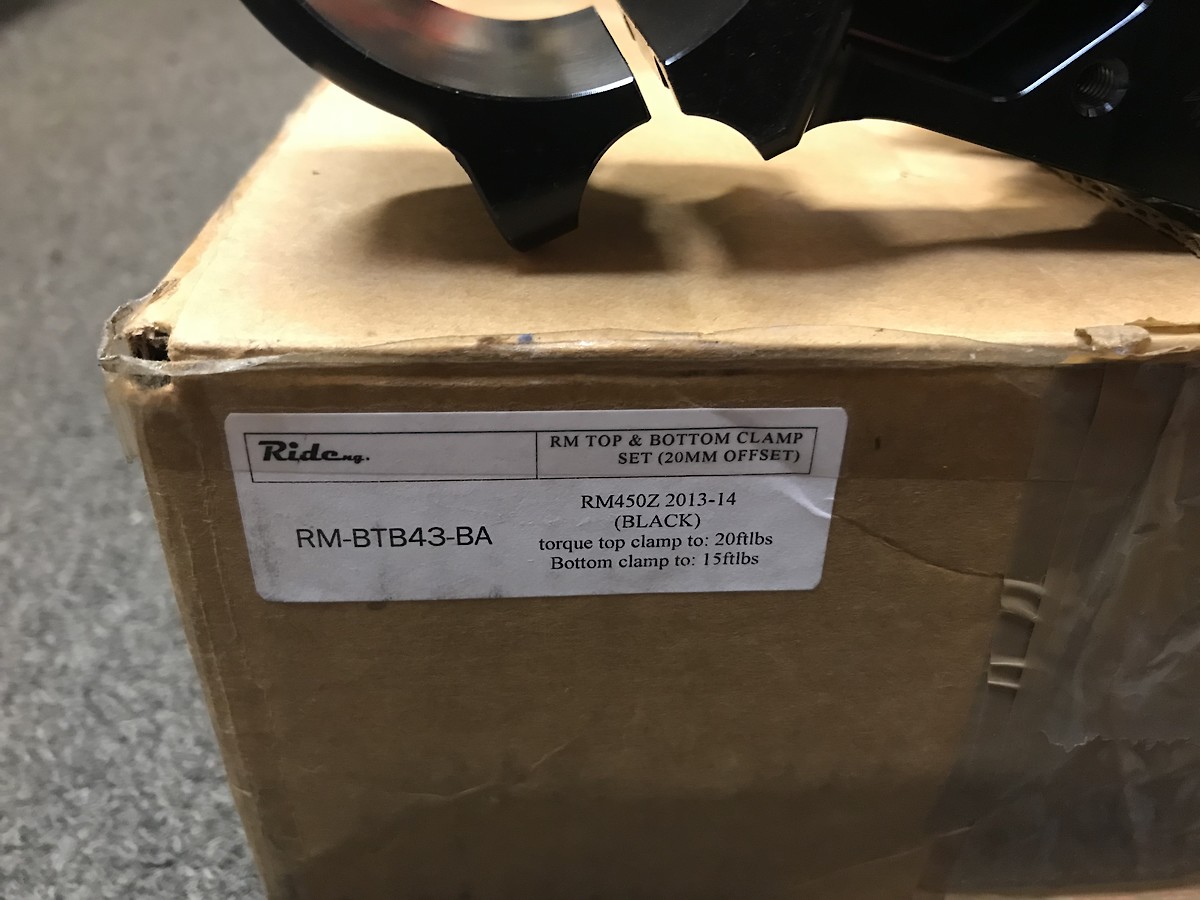 Ride ng.
RM TOP & BOTTOM CLAMP
SET (20MM OFFSET)
RM-BTB43-BA
RM450Z 2013-14
(BLACK)
torque top clamp to: 20ftlbs
Bottom clamp to: 15ftlbs